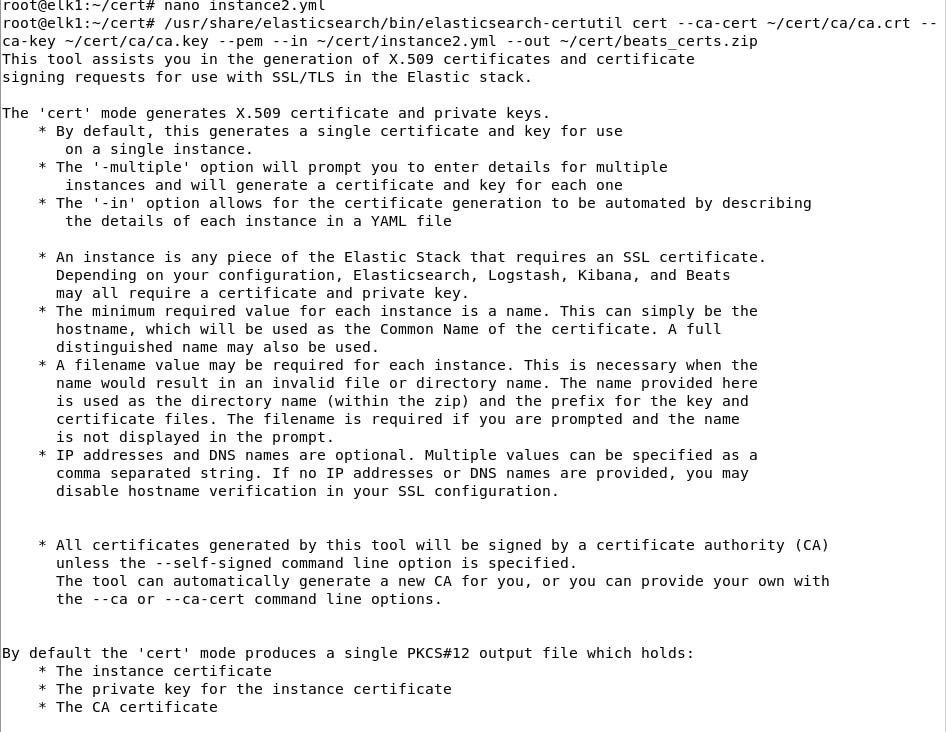 root@elk1:~/cert# nano instance2.yml
root@elk1:~/cert# /usr/share/elasticsearch/bin/elasticsearch-certutil cert --ca-cert ~/cert/ca/ca.crt --
ca-key ~/cert/ca/ca.key --pem --in ~/cert/instance2.yml --out ~/cert/beats_certs.zip
This tool assists you in the generation of X.509 certificates and certificate
signing requests for use with SSL/TLS in the Elastic stack.

The 'cert' mode generates X.509 certificate and private keys.
    * By default, this generates a single certificate and key for use
       on a single instance.
    * The '-multiple' option will prompt you to enter details for multiple
       instances and will generate a certificate and key for each one
    * The '-in' option allows for the certificate generation to be automated by describing
       the details of each instance in a YAML file

    * An instance is any piece of the Elastic Stack that requires an SSL certificate.
      Depending on your configuration, Elasticsearch, Logstash, Kibana, and Beats
      may all require a certificate and private key.
    * The minimum required value for each instance is a name. This can simply be the
      hostname, which will be used as the Common Name of the certificate. A full
      distinguished name may also be used.
    * A filename value may be required for each instance. This is necessary when the
      name would result in an invalid file or directory name. The name provided here
      is used as the directory name (within the zip) and the prefix for the key and
      certificate files. The filename is required if you are prompted and the name
      is not displayed in the prompt.
    * IP addresses and DNS names are optional. Multiple values can be specified as a
      comma separated string. If no IP addresses or DNS names are provided, you may
      disable hostname verification in your SSL configuration.

    * All certificates generated by this tool will be signed by a certificate authority (CA)
      unless the --self-signed command line option is specified.
      The tool can automatically generate a new CA for you, or you can provide your own with
      the --ca or --ca-cert command line options.

By default the 'cert' mode produces a single PKCS#12 output file which holds:
    * The instance certificate
    * The private key for the instance certificate
    * The CA certificate